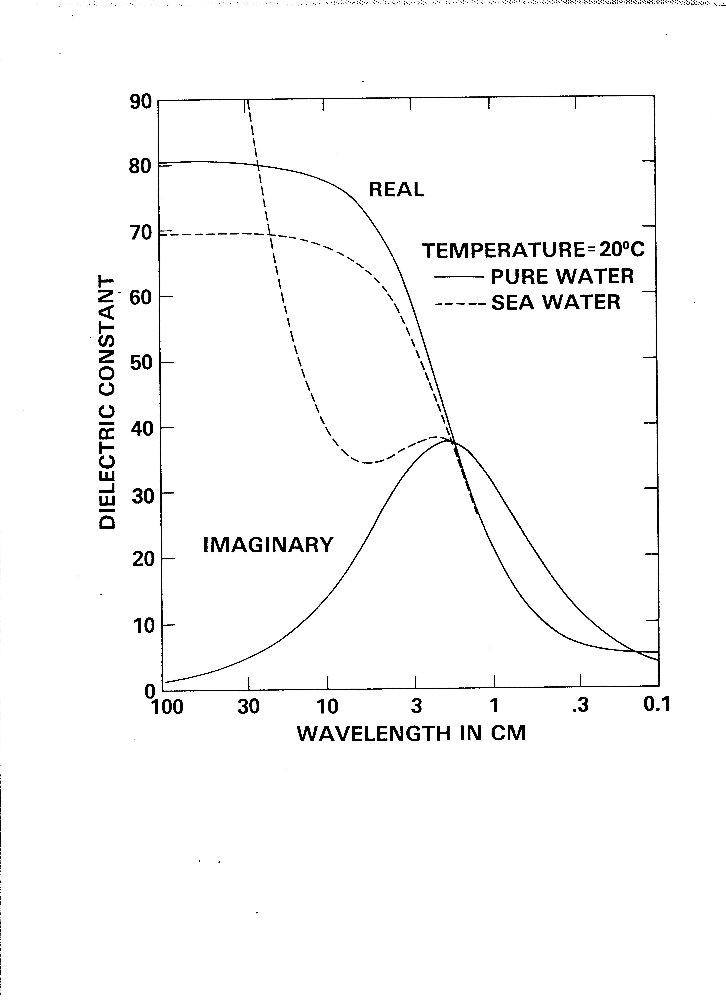 90
80
REAL
70
TEMPERATURE=20ºC
PURE WATER
60
SEA WATER
DIELECTRIC CONSTANT
50
40
30
IMAGINARY
20
10
0
100 30 10 3 1 .3 0.1
WAVELENGTH IN CM